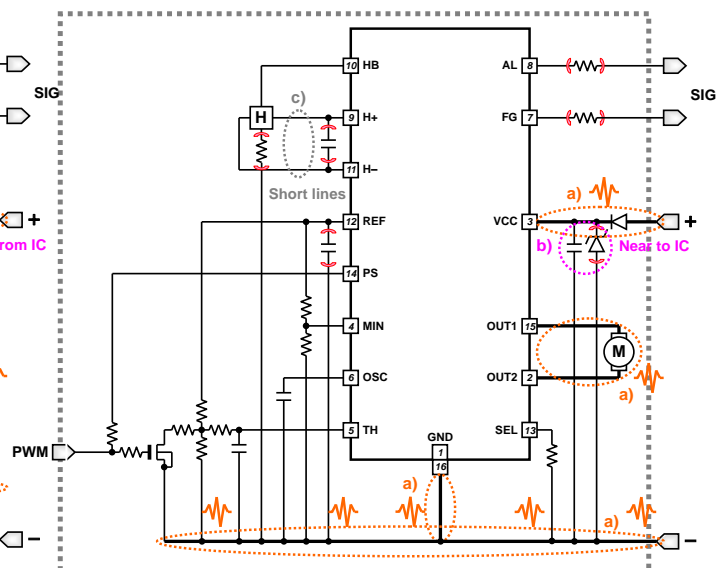 10 HB
AL 8
SIG
SIG
c)
H
9 H+
FG 7
11 H–
Short lines
a)
+
12 REF
VCC 3
+
rom IC
b)
Near to IC
14 PS
4 MIN
OUT1 15
M
6 OSC
OUT2 2
a)
5 TH
SEL 13
GND
1
16
PWM
a)
a)
–
–